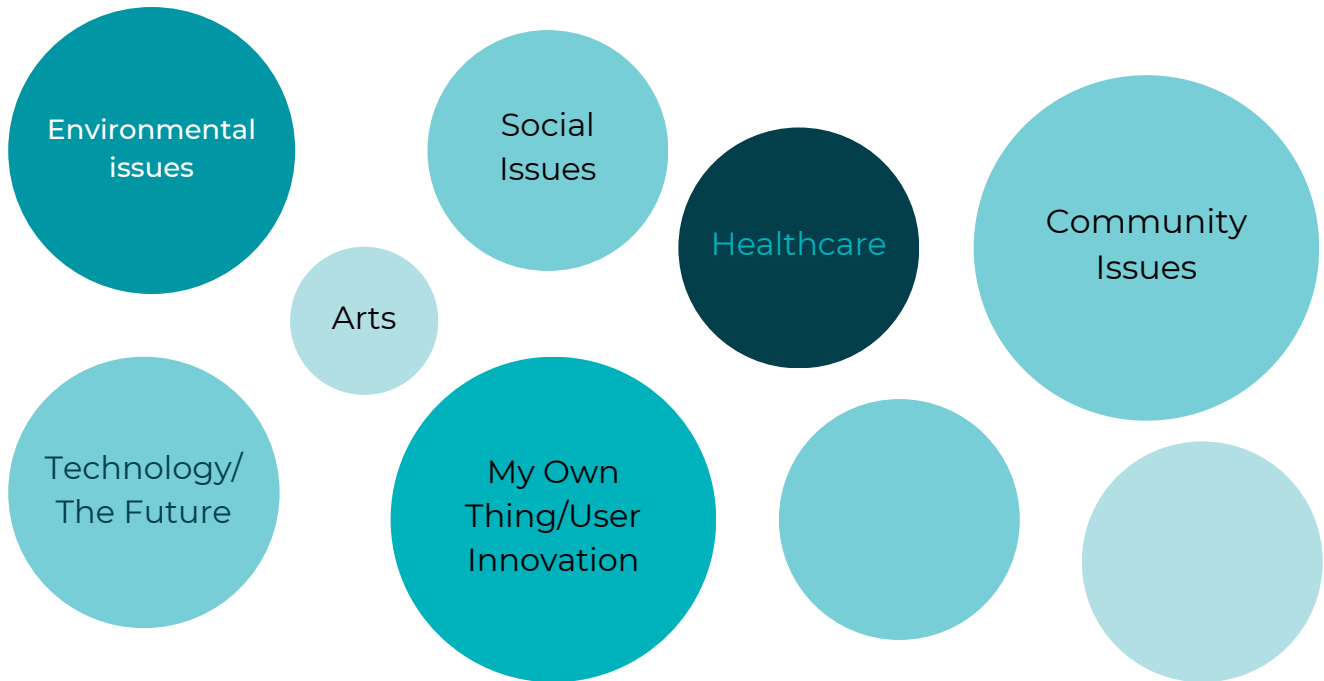 Environmental
issues
Social
Issues
Healthcare
Community
Issues
Arts
Technology/
The Future
My Own
Thing/User
Innovation